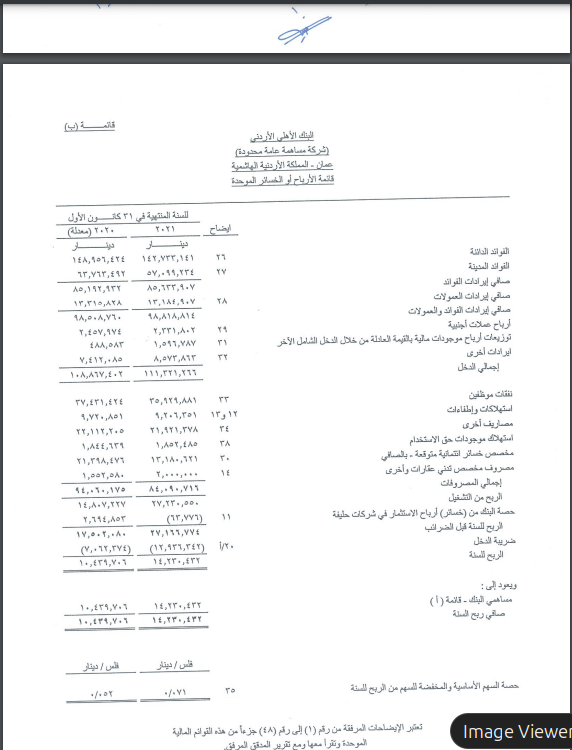 قائمـــــة (ب)
البنك الأهلي الأردني
(شركة مساهمة عامة محدودة)
عمان - المملكة الأردنية الهاشمية
قائمة الأرباح أو الخسائر الموحدة
للسنة المنتهية في ٣١ كانـــون الأول
ايضاح ٢٠٢١ ٢٠٢٠ (معدلة)
دينـــــار دينـــــار
الفوائد الدائنة ٢٦ ١٤٢,٧٣٣,١٤١ ١٤٨,٩٥٦,٤٢٤
الفوائد المدينة ٢٧ ٥٧,٠٩٩,٢٣٤ ٦٣,٧٦٣,٤٩٢
صافي إيرادات الفوائد ٨٥,٦٣٣,٩٠٧ ٨٥,١٩٢,٩٣٢
صافي إيرادات العمولات ٢٨ ١٣,١٨٤,٩٠٧ ١٣,٣١٥,٨٢٨
صافي إيرادات الفوائد والعمولات ٩٨,٨١٨,٨١٤ ٩٨,٥٠٨,٧٦٠
أرباح عملات أجنبية ٢٩ ٢,٣٣١,٨٠٢ ٢,٤٥٧,٩٧٤
توزيعات أرباح موجودات مالية بالقيمة العادلة من خلال الدخل الشامل الآخر ٣١ ١,٥٩٦,٧٨٧ ٤٨٨,٥٨٣
ايرادات أخرى ٣٢ ٨,٥٧٣,٨٦٣ ٧,٤١٢,٠٨٥
إجمالي الدخل ١١١,٣٢١,٢٦٦ ١٠٨,٨٦٧,٤٠٢
نفقات موظفين ٣٣ ٣٥,٩٢٩,٨٨١ ٣٧,٤٣١,٤٢٤
استهلاكات وإطفاءات ١٢و١٣ ٩,٢٠٦,٣٥١ ٩,٧٢٠,٨٥١
مصاريف أخرى ٣٤ ٢١,٩٢١,٣٧٨ ٢٢,١١٢,٢٠٥
استهلاك موجودات حق الاستخدام ٣٨ ١,٨٥٢,٤٨٥ ١,٨٤٤,٦٣٩
مخصص خسائر ائتمانية متوقعة - بالصافي ٣٠ ١٣,١٨٠,٦٢١ ٢١,٣٩٨,٤٧٦
مصروف مخصص تدني عقارات وأخرى ١٤ ٢,٠٠٠,٠٠٠ ١,٥٥٢,٥٨٠
إجمالي المصروفات ٨٤,٠٩٠,٧١٦ ٩٤,٠٦٠,١٧٥
الربح من التشغيل ٢٧,٢٣٠,٥٥٠ ١٤,٨٠٧,٢٢٧
حصة البنك من (خسائر) أرباح الاستثمار في شركات حليفة ١١ (٦٣,٧٧٦) ٢,٦٩٤,٨٥٣
الربح للسنة قبل الضرائب ٢٧,١٦٦,٧٧٤ ١٧,٥٠٢,٠٨٠
ضريبة الدخل ٢٠/أ (١٢,٩٣٦,٣٤٢) (٧,٠٦٢,٣٧٤)
الربح للسنة ١٤,٢٣٠,٤٣٢ ١٠,٤٣٩,٧٠٦
ويعود إلى :
مساهمي البنك - قائمة ( أ ) ١٤,٢٣٠,٤٣٢ ١٠,٤٣٩,٧٠٦
صافي ربح السنة ١٤,٢٣٠,٤٣٢ ١٠,٤٣٩,٧٠٦
فلس / دينار فلس / دينار
حصة السهم الأساسية والمخفضة للسهم من الربح للسنة ٣٥ ٠/٠٧١ ٠/٠٥٢
تعتبر الإيضاحات المرفقة من رقم (١) إلى رقم (٤٨) جزءاً من هذه القوائم المالية
الموحدة وتقرأ معها ومع تقرير المدقق المرفق.
Image Viewer